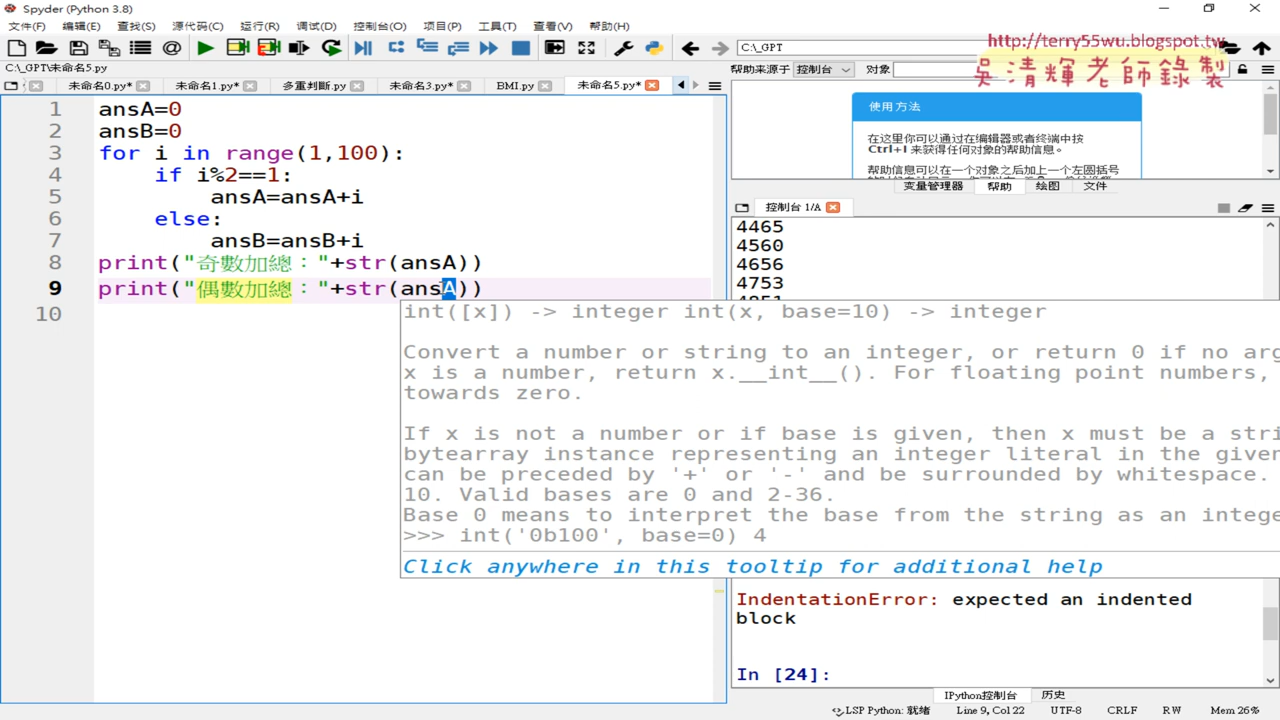 Spyder (Python 3.8)
文件(F) 编辑(E) 查找(S) 源代码(C) 运行(R) 调试(D) 控制台(O) 项目(P) 工具(T) 查看(V) 帮助(H)
C:\_GPT
http://terry55wu.blogspot.tw
吳清輝老師錄製
C:\_GPT\未命名5.py
未命名0.py* 未命名1.py* 多重判斷.py 未命名3.py* BMI.py 未命名5.py*
帮助来源于 控制台 对象
1 ansA=0
2 ansB=0
3 for i in range(1,100):
4 if i%2==1:
5 ansA=ansA+i
6 else:
7 ansB=ansB+i
8 print("奇數加總："+str(ansA))
9 print("偶數加總："+str(ansA))
10
int([x]) -> integer int(x, base=10) -> integer
Convert a number or string to an integer, or return 0 if no arg
x is a number, return x.__int__(). For floating point numbers,
towards zero.
If x is not a number or if base is given, then x must be a stri
bytearray instance representing an integer literal in the given
can be preceded by '+' or '-' and be surrounded by whitespace.
10. Valid bases are 0 and 2-36.
Base 0 means to interpret the base from the string as an intege
>>> int('0b100', base=0) 4
Click anywhere in this tooltip for additional help
使用方法
在这里你可以通过在编辑器或者终端中按
Ctrl+I 来获得任何对象的帮助信息。
帮助信息可以在一个对象之后加上一个左圆括号
变量管理器 帮助 绘图 文件
控制台 1/A
4465
4560
4656
4753
IndentationError: expected an indented
block
In [24]:
IPython控制台 历史
LSP Python: 就绪 Line 9, Col 22 UTF-8 CRLF RW Mem 26%